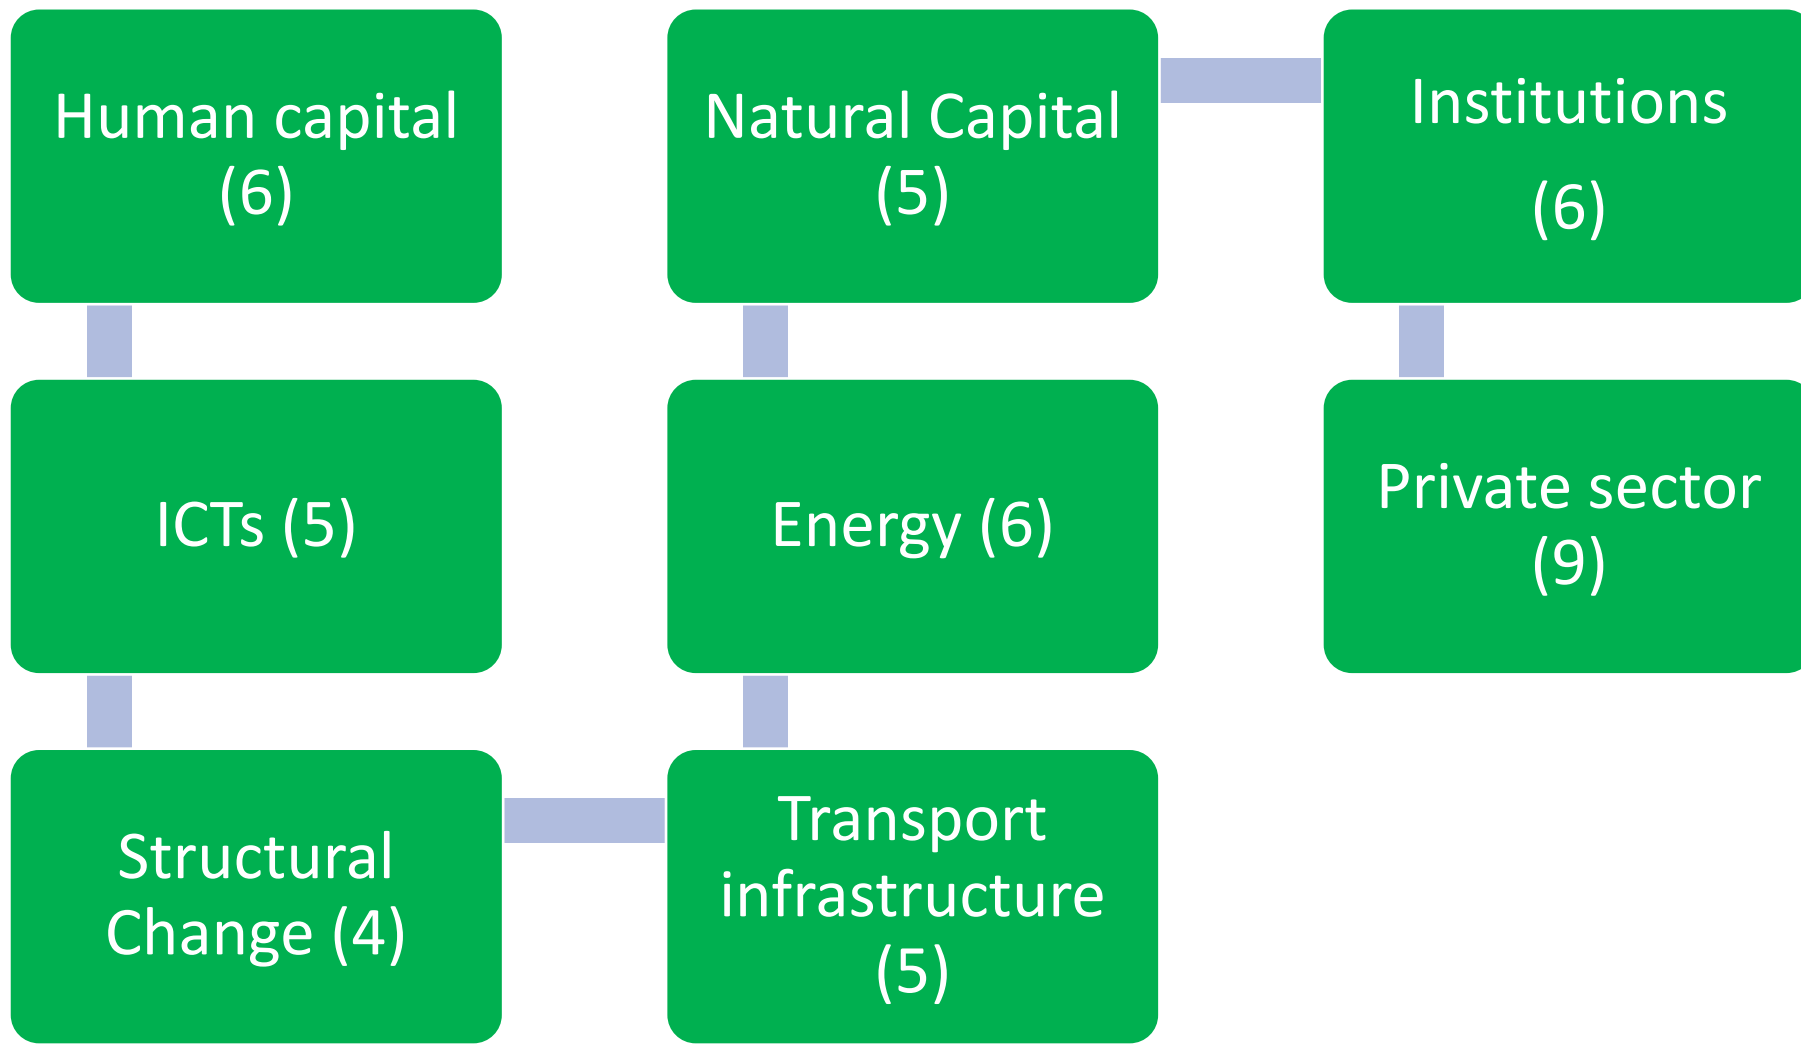 Human capital
(6)
ICTs (5)
Structural
Change (4)
Transport
infrastructure
(5)
Energy (6)
Natural Capital
(5)
Institutions
(6)
Private sector
(9)